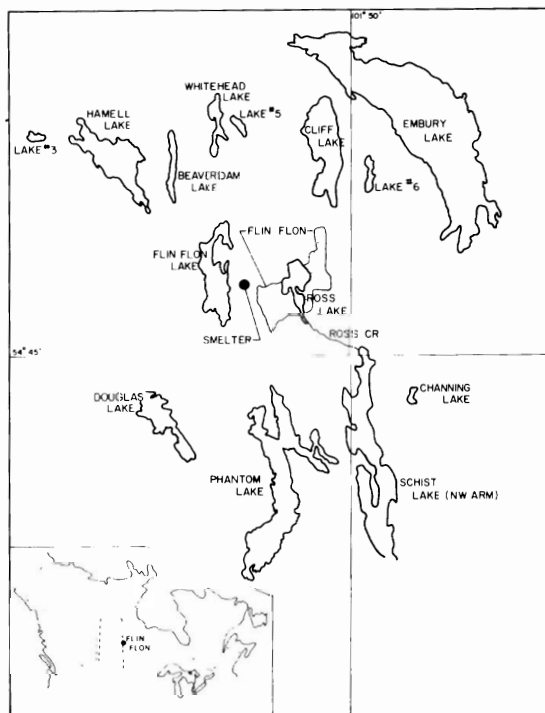 101° 50'
WHITEHEAD
LAKE
LAKE #5
HAMELL
LAKE
CLIFF
LAKE
EMBURY
LAKE
LAKE #3
BEAVERDAM
LAKE
LAKE #6
FLIN FLON
FLIN FLON
LAKE
ROSS
LAKE
SMELTER
ROSS CR
54° 45'
DOUGLAS
LAKE
CHANNING
LAKE
PHANTOM
LAKE
SCHIST
LAKE (NW ARM)
FLIN
FLON